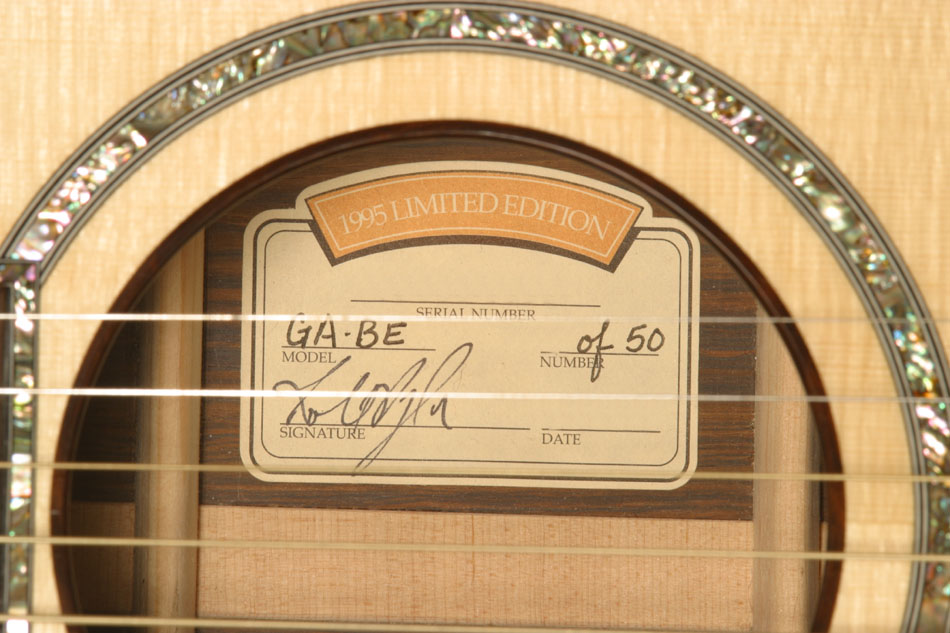 1995 LIMITED EDITION
SERIAL NUMBER
GA-BE of 50
MODEL NUMBER
SIGNATURE DATE